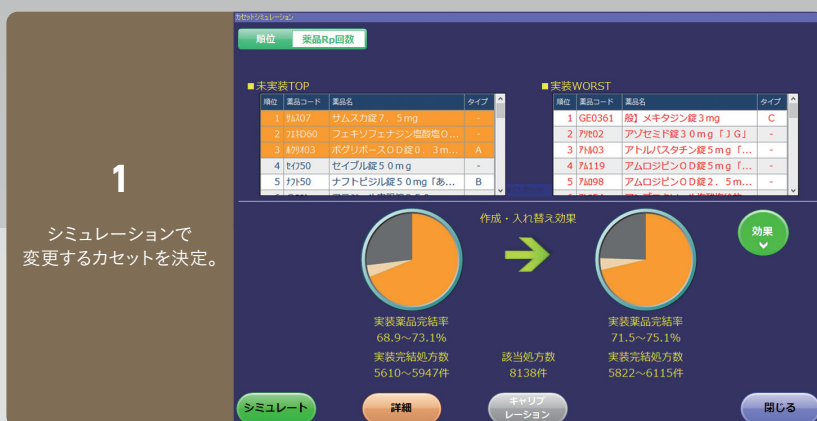 1
シミュレーションで
変更するカセットを決定。
カセットシミュレーション
順位 薬品Rp回数
■未実装TOP
順位 薬品コード 薬品名 タイプ
1 ｻﾑｽ07 サムスカ錠7．5mg -
2 ﾌｴｷD60 フェキソフェナジン塩酸塩O... -
3 ﾎｸﾞﾘO03 ボグリボースOD錠0．3m... A
4 ｾｲﾌﾞ50 セイブル錠50mg -
5 ﾅﾌﾄ50 ナフトピジル錠50mg「あ... B
■実装WORST
順位 薬品コード 薬品名 タイプ
1 GE0361 般］メキタジン錠3mg C
2 ｱｿﾞｾ02 アゾセミド錠30mg「JG」 -
3 ｱﾄM03 アトルバスタチン錠5mg「... -
4 ｱﾑ119 アムロジピンOD錠5mg「... -
5 ｱﾑO98 アムロジピンOD錠2．5m... -
作成・入れ替え効果
効果
実装薬品完結率
68.9～73.1%
実装完結処方数
5610～5947件
該当処方数
8138件
実装薬品完結率
71.5～75.1%
実装完結処方数
5822～6115件
シミュレート
詳細
キャリブ
レーション
閉じる